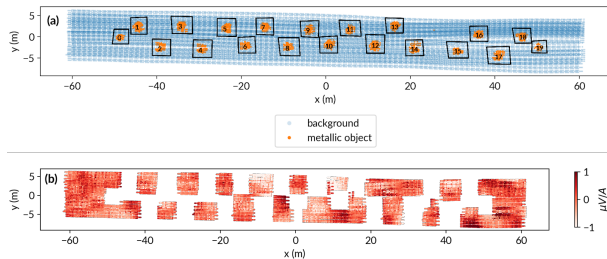 (a)
5
0
−5
y (m)
0 1 2 3 4 5 6 7 8 9 10 11 12 13 14 15 16 17 18 19
−60 −40 −20 0 20 40 60
x (m)
background
metallic object
(b)
5
0
−5
y (m)
−60 −40 −20 0 20 40 60
x (m)
1
0
−1
μV/A